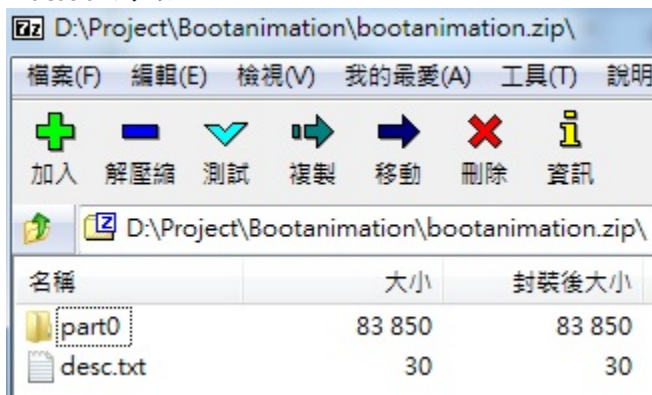 D:\Project\Bootanimation\bootanimation.zip\
檔案(F) 編輯(E) 檢視(V) 我的最愛(A) 工具(T) 說明
加入 解壓縮 測試 複製 移動 刪除 資訊
D:\Project\Bootanimation\bootanimation.zip\
名稱 大小 封裝後大小
part0 83 850 83 850
desc.txt 30 30